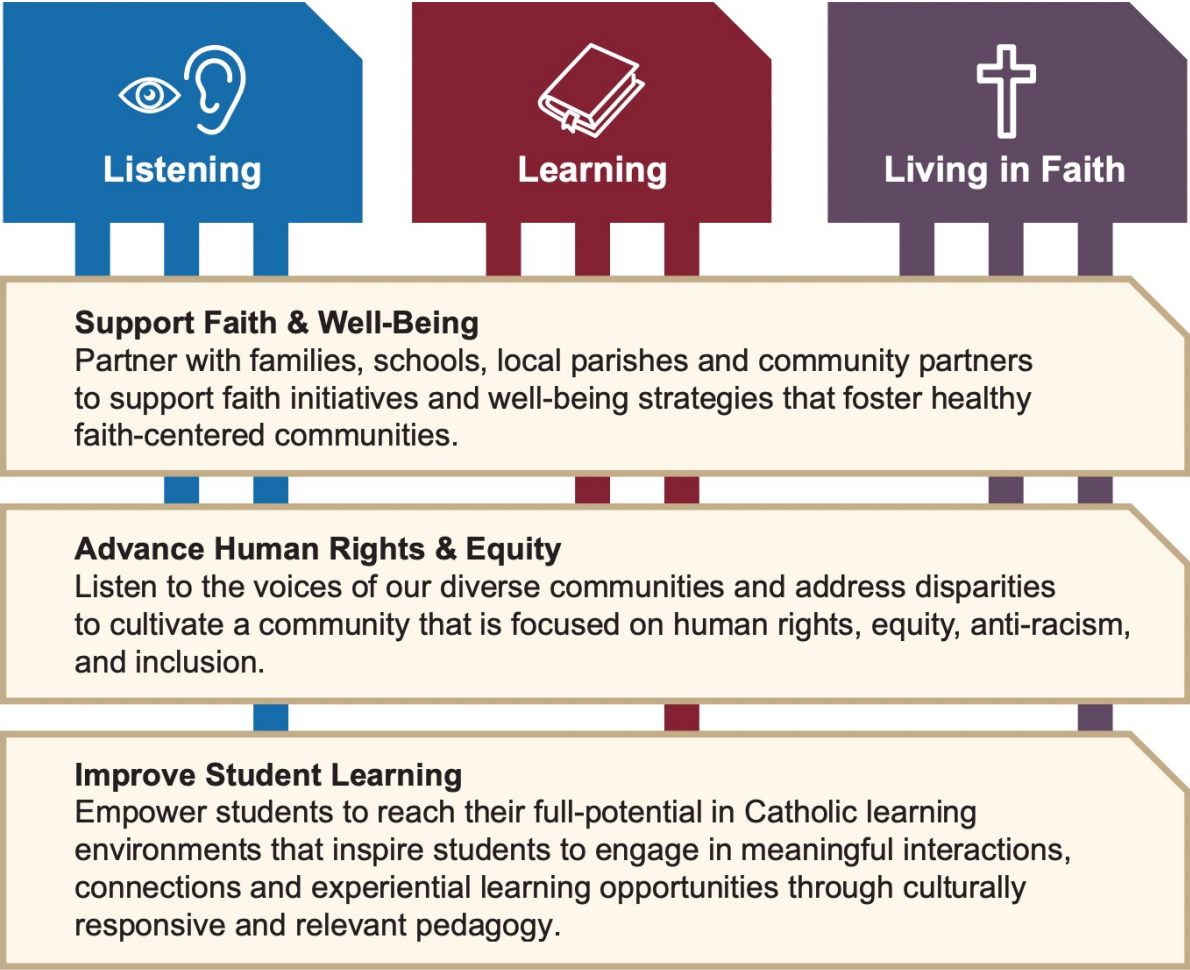 Listening
Learning
Living in Faith
Support Faith & Well-Being
Partner with families, schools, local parishes and community partners
to support faith initiatives and well-being strategies that foster healthy
faith-centered communities.
Advance Human Rights & Equity
Listen to the voices of our diverse communities and address disparities
to cultivate a community that is focused on human rights, equity, anti-racism,
and inclusion.
Improve Student Learning
Empower students to reach their full-potential in Catholic learning
environments that inspire students to engage in meaningful interactions,
connections and experiential learning opportunities through culturally
responsive and relevant pedagogy.